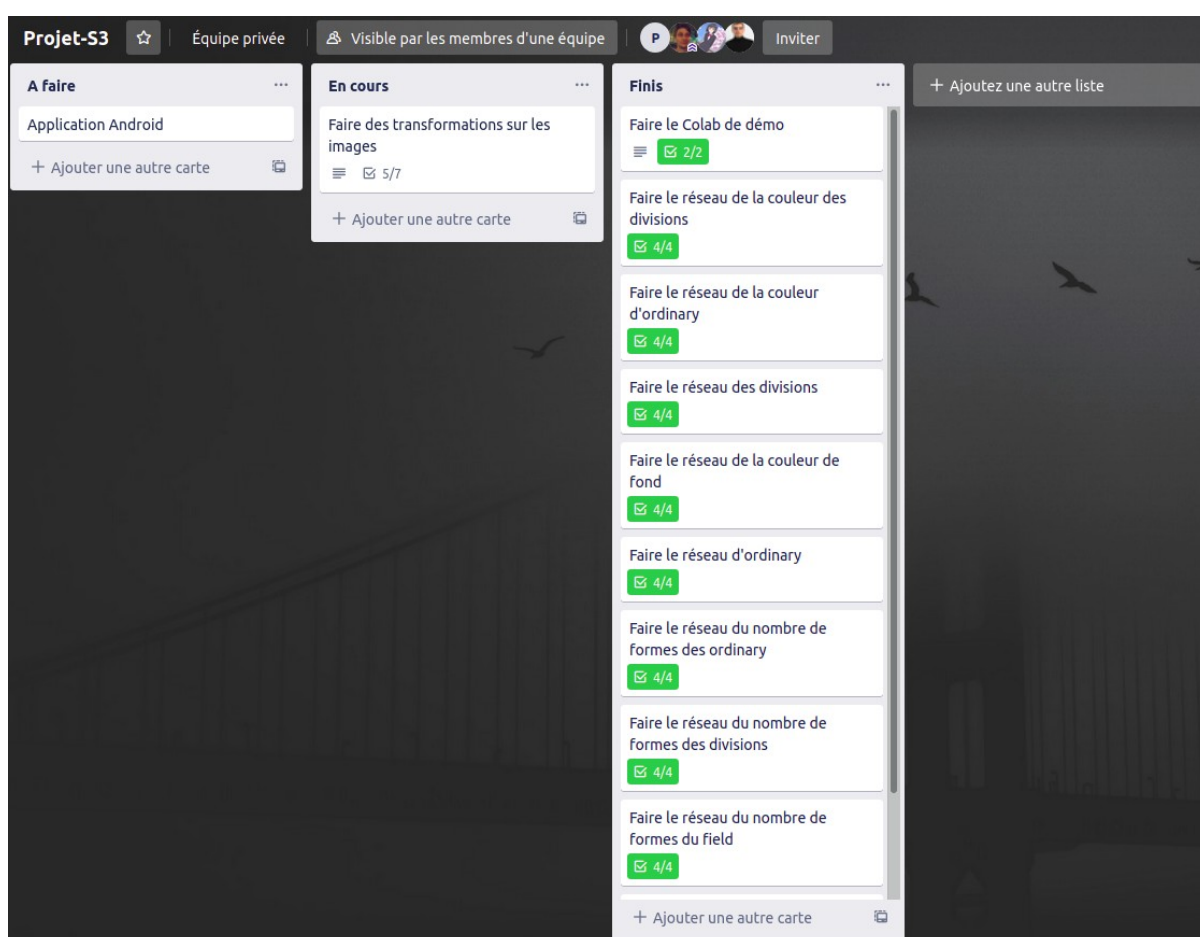 Projet-S3
Équipe privée
Visible par les membres d'une équipe
P
Inviter
A faire
Application Android
+ Ajouter une autre carte
En cours
Faire des transformations sur les
images
5/7
+ Ajouter une autre carte
Finis
Faire le Colab de démo
2/2
Faire le réseau de la couleur des
divisions
4/4
Faire le réseau de la couleur
d'ordinary
4/4
Faire le réseau des divisions
4/4
Faire le réseau de la couleur de
fond
4/4
Faire le réseau d'ordinary
4/4
Faire le réseau du nombre de
formes des ordinary
4/4
Faire le réseau du nombre de
formes des divisions
4/4
Faire le réseau du nombre de
formes du field
4/4
+ Ajouter une autre carte
+ Ajoutez une autre liste